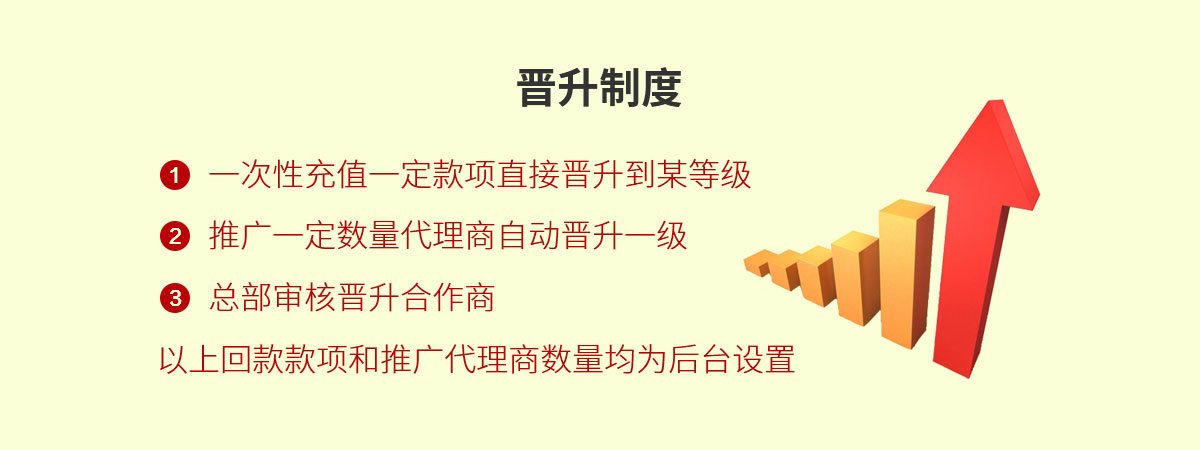 晋升制度
1 一次性充值一定款项直接晋升到某等级
2 推广一定数量代理商自动晋升一级
3 总部审核晋升合作商
以上回款款项和推广代理商数量均为后台设置